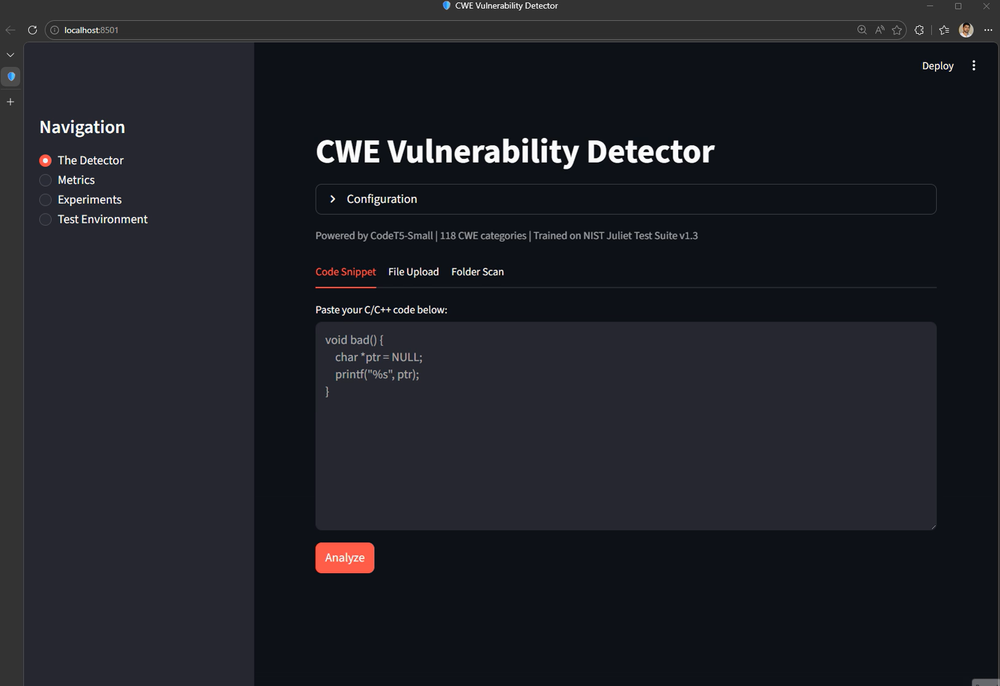 CWE Vulnerability Detector
localhost:8501
Deploy
Navigation
The Detector
Metrics
Experiments
Test Environment
CWE Vulnerability Detector
Configuration
Powered by CodeT5-Small | 118 CWE categories | Trained on NIST Juliet Test Suite v1.3
Code Snippet File Upload Folder Scan
Paste your C/C++ code below:
void bad() {
char *ptr = NULL;
printf("%s", ptr);
}
Analyze